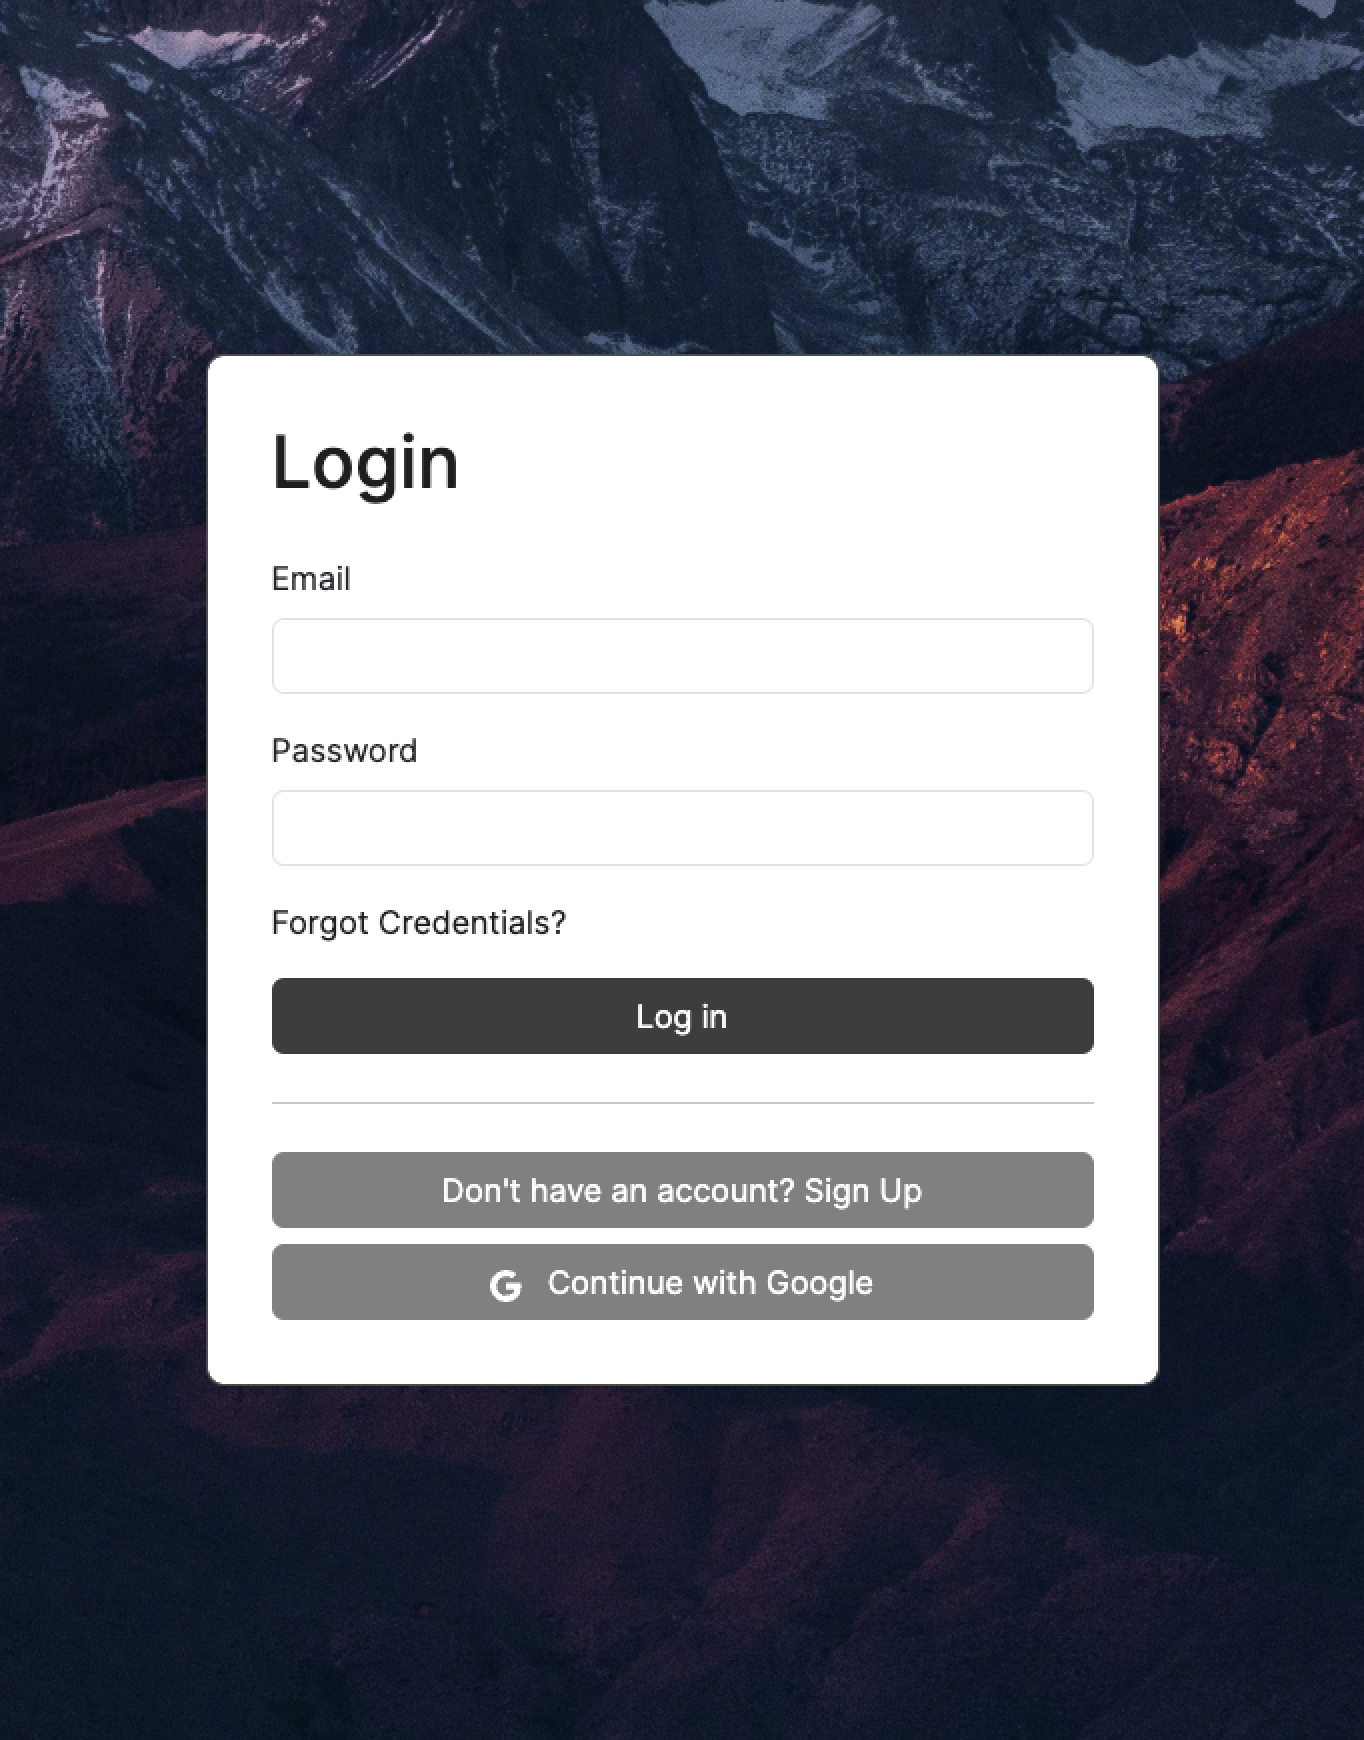 Login
Email
Password
Forgot Credentials?
Log in
Don't have an account? Sign Up
Continue with Google